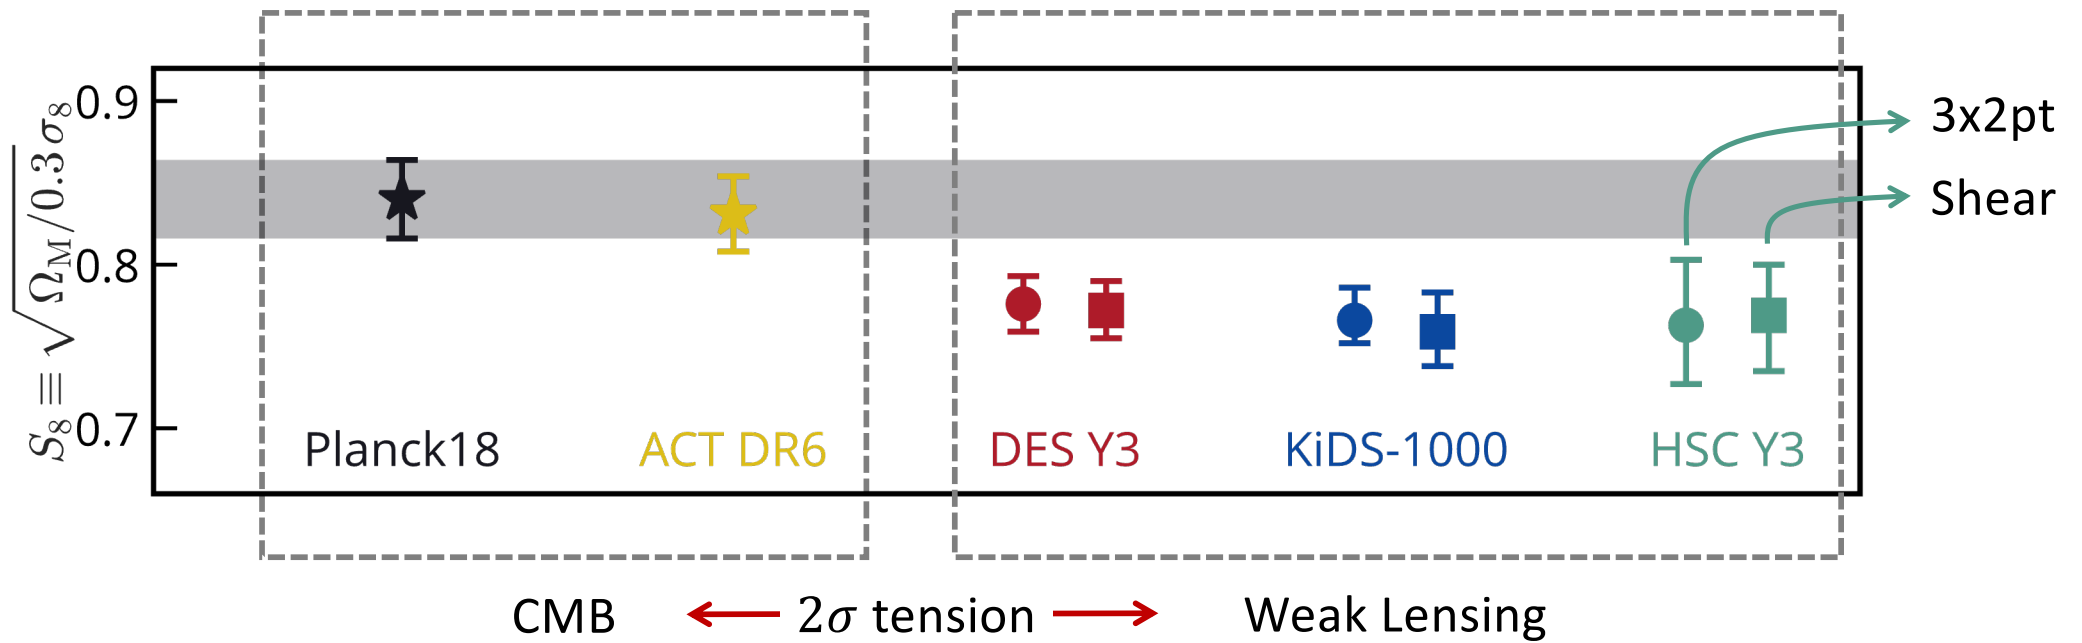 S₈ ≡ √Ω_M/0.3 σ₈
0.9
0.8
0.7
Planck18
ACT DR6
DES Y3
KiDS-1000
HSC Y3
3x2pt
Shear
CMB
2σ tension
Weak Lensing